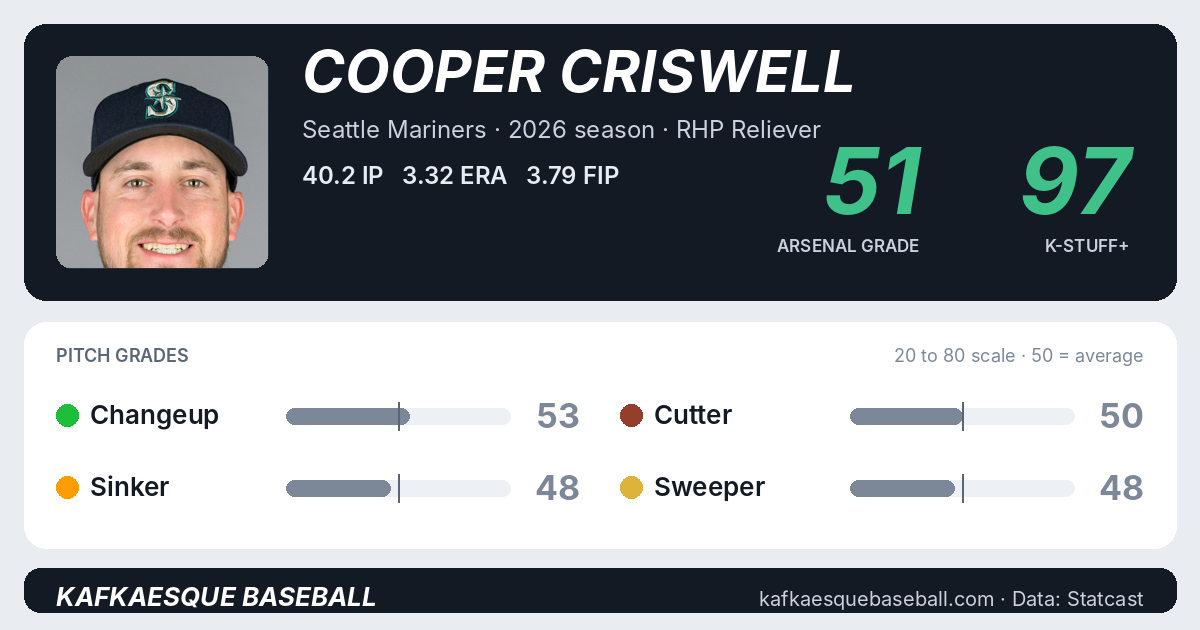 COOPER CRISWELL
Seattle Mariners · 2026 season · RHP Reliever
40.2 IP 3.32 ERA 3.79 FIP
51 97
ARSENAL GRADE K-STUFF+
PITCH GRADES 20 to 80 scale · 50 = average
Changeup 53 Cutter 50
Sinker 48 Sweeper 48
KAFKAESQUE BASEBALL kafkaesquebaseball.com · Data: Statcast